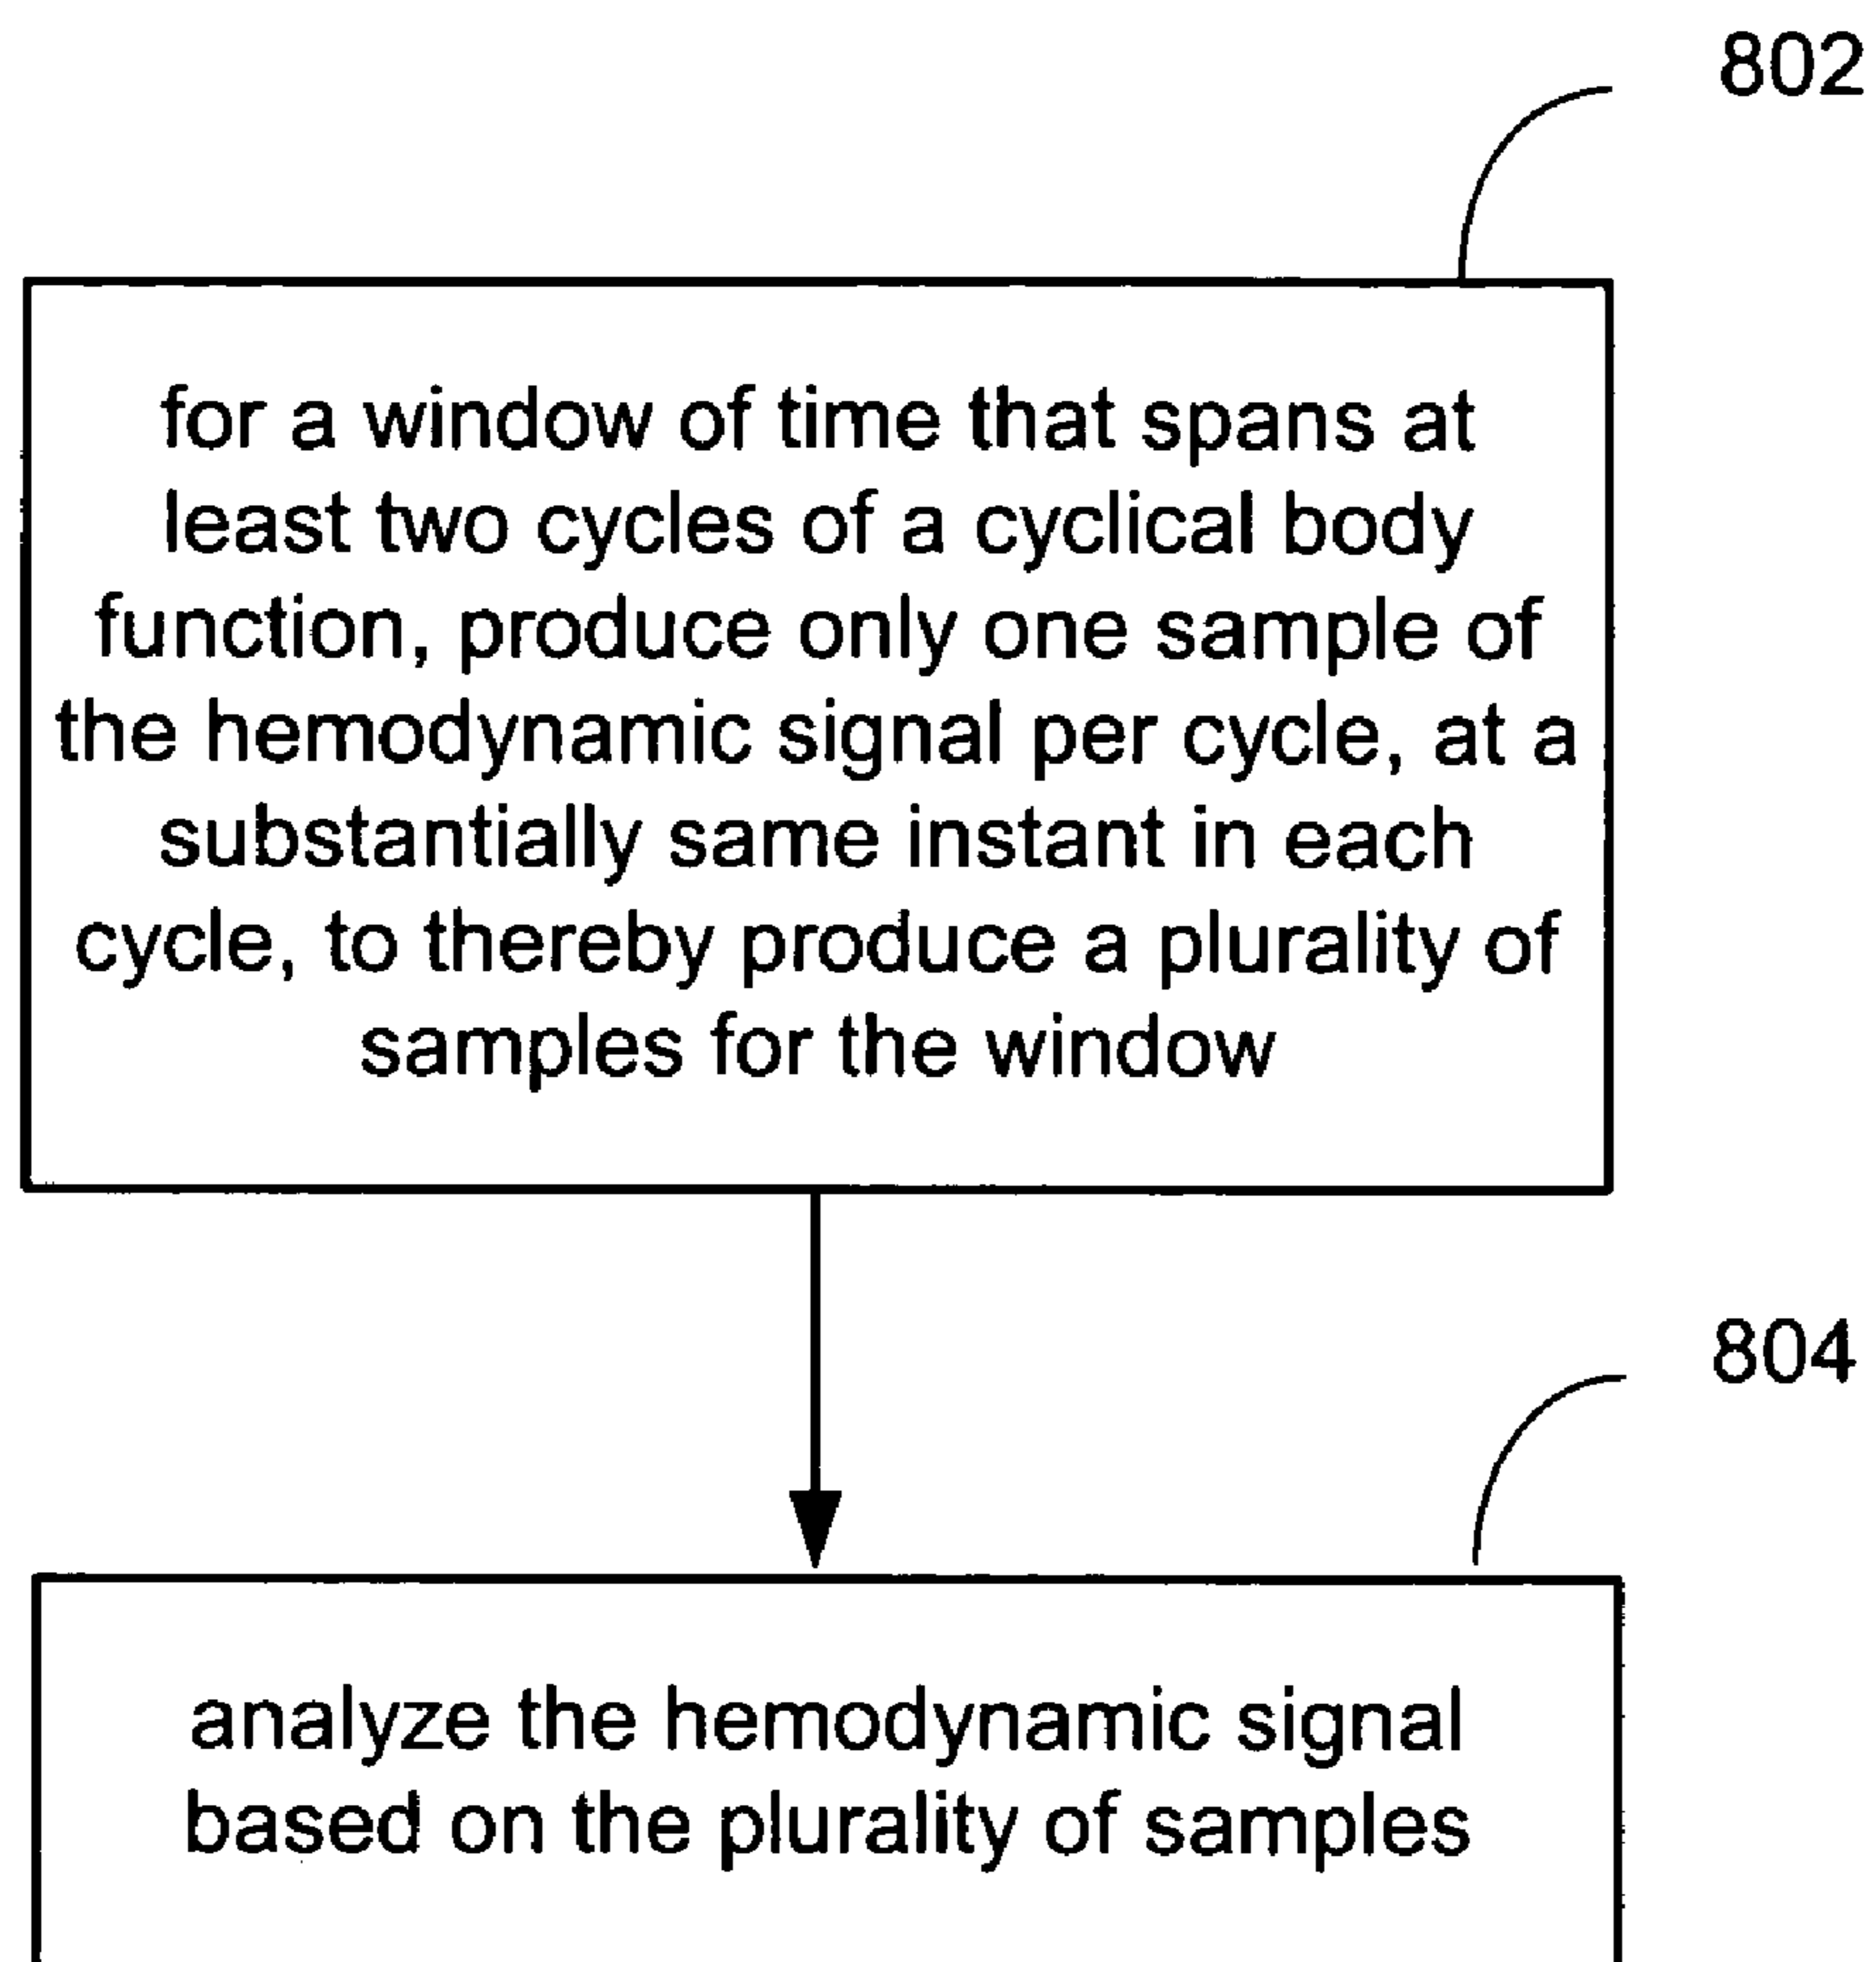 802
for a window of time that spans at
least two cycles of a cyclical body
function, produce only one sample of
the hemodynamic signal per cycle, at a
substantially same instant in each
cycle, to thereby produce a plurality of
samples for the window
804
analyze the hemodynamic signal
based on the plurality of samples